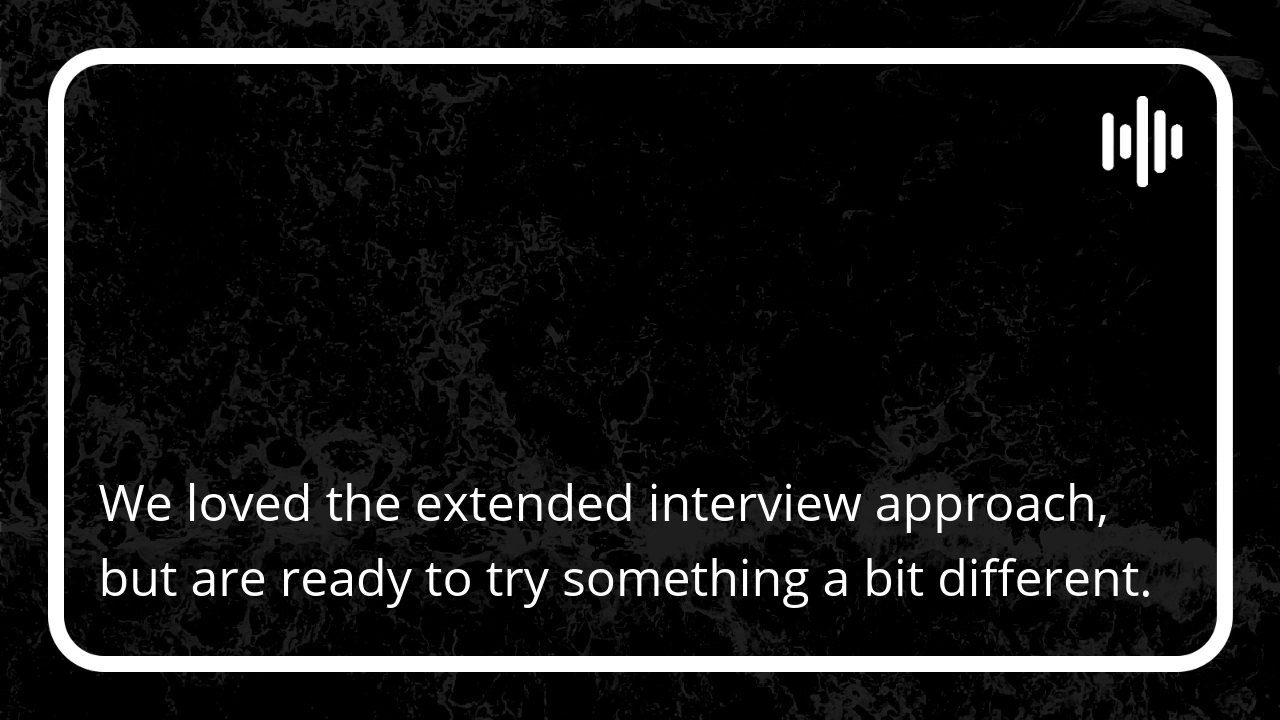 We loved the extended interview approach,
but are ready to try something a bit different.